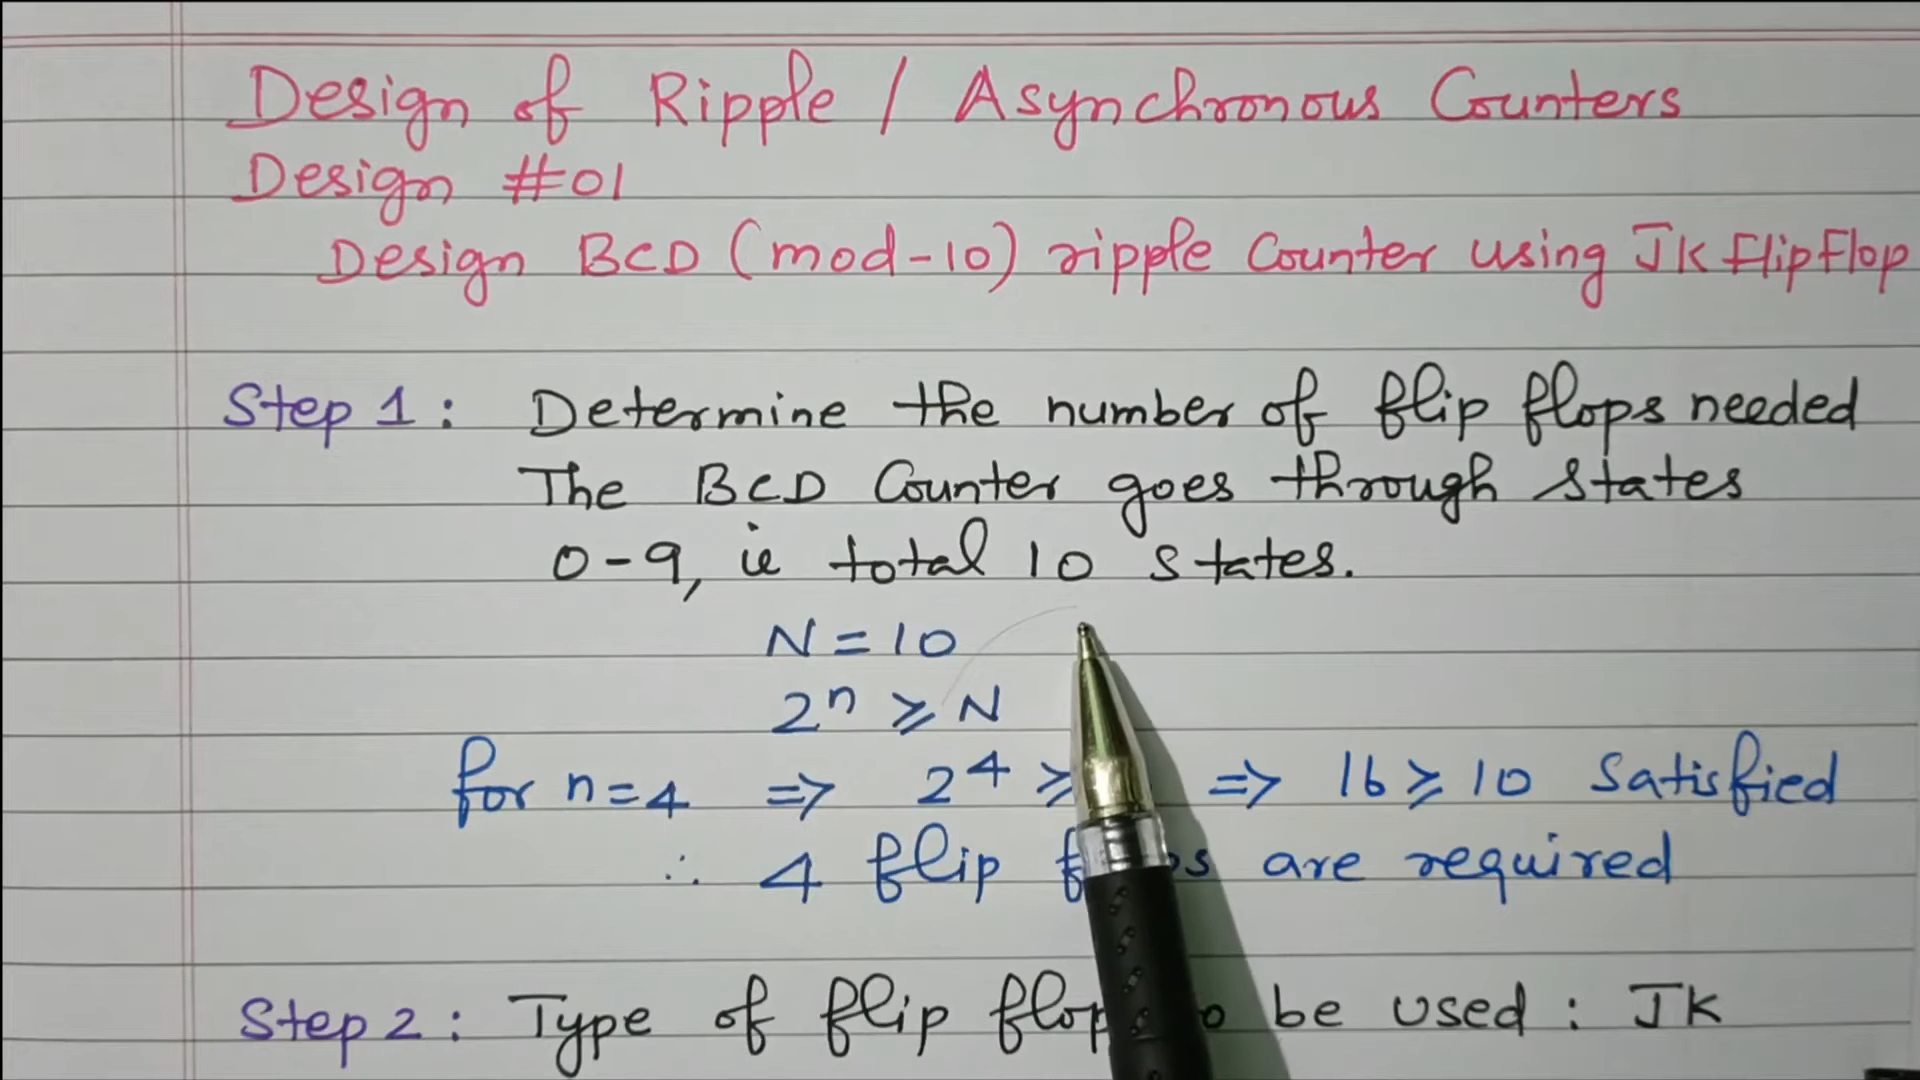 Design of Ripple / Asynchronous Counters
Design #01
Design BCD (mod-10) ripple Counter using JK FlipFlop
Step 1 : Determine the number of flip flops needed
The BCD Counter goes through states
0-9, ie total 10 states.
N = 10
2ⁿ ≥ N
for n=4 ⇒ 2⁴ ≥ ⇒ 16 ≥ 10 Satisfied
∴ 4 flip are required
Step 2 : Type of flip flop be used : JK